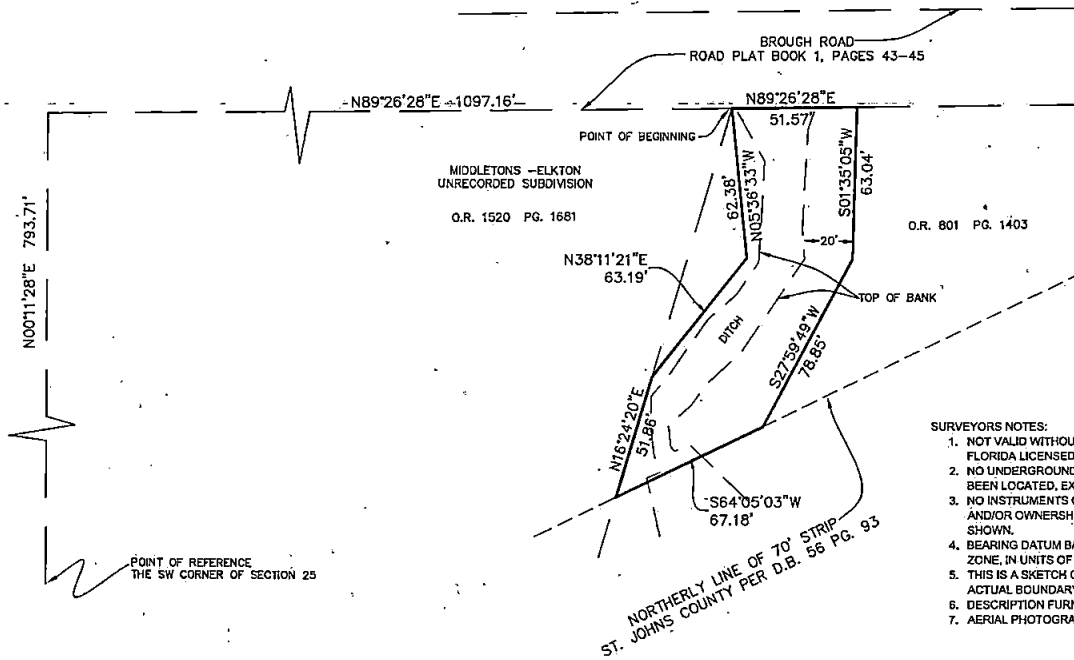 BROUGH ROAD
ROAD PLAT BOOK 1, PAGES 43-45
N89°26'28"E 1097.16'
N89°26'28"E
51.57'
POINT OF BEGINNING
MIDDLETONS -ELKTON
UNRECORDED SUBDIVISION
O.R. 1520 PG. 1681
62.38'
N05°36'33"W
S01°35'05"W
63.04'
O.R. 801 PG. 1403
20'
N00°11'28"E 793.71'
N38°11'21"E
63.19'
TOP OF BANK
DITCH
S27°59'49"W
78.85'
N16°24'20"E
51.86'
S64°05'03"W
67.18'
NORTHERLY LINE OF 70' STRIP
ST. JOHNS COUNTY PER D.B. 56 PG. 93
POINT OF REFERENCE
THE SW CORNER OF SECTION 25
SURVEYORS NOTES:
1. NOT VALID WITHOU
FLORIDA LICENSED
2. NO UNDERGROUND
BEEN LOCATED, EX
3. NO INSTRUMENTS
AND/OR OWNERSH
SHOWN.
4. BEARING DATUM BA
ZONE, IN UNITS OF
5. THIS IS A SKETCH
ACTUAL BOUNDARY
6. DESCRIPTION FURN
7. AERIAL PHOTOGRA